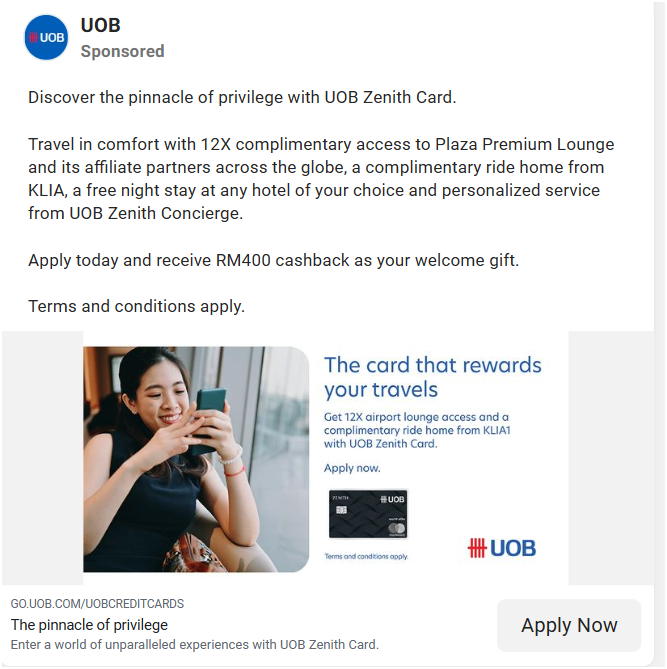 UOB
UOB
Sponsored
Discover the pinnacle of privilege with UOB Zenith Card.
Travel in comfort with 12X complimentary access to Plaza Premium Lounge
and its affiliate partners across the globe, a complimentary ride home from
KLIA, a free night stay at any hotel of your choice and personalized service
from UOB Zenith Concierge.
Apply today and receive RM400 cashback as your welcome gift.
Terms and conditions apply.
The card that rewards
your travels
Get 12X airport lounge access and a
complimentary ride home from KLIA1
with UOB Zenith Card.
Apply now.
ZENITH
UOB
Terms and conditions apply.
UOB
GO.UOB.COM/UOBCREDITCARDS
The pinnacle of privilege
Enter a world of unparalleled experiences with UOB Zenith Card.
Apply Now